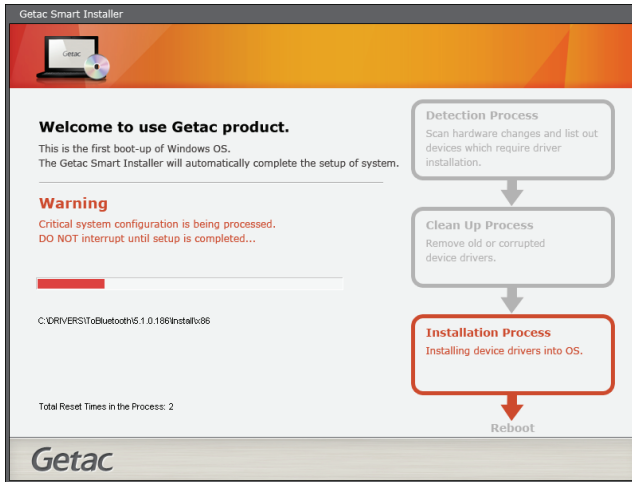 Getac Smart Installer
Getac
Welcome to use Getac product.
This is the first boot-up of Windows OS.
The Getac Smart Installer will automatically complete the setup of system.
Warning
Critical system configuration is being processed.
DO NOT interrupt until setup is completed...
C:\DRIVERS\ToBluetooth\5.1.0.186\Install\x86
Total Reset Times in the Process: 2
Detection Process
Scan hardware changes and list out
devices which require driver
installation.
Clean Up Process
Remove old or corrupted
device drivers.
Installation Process
Installing device drivers into OS.
Reboot
Getac